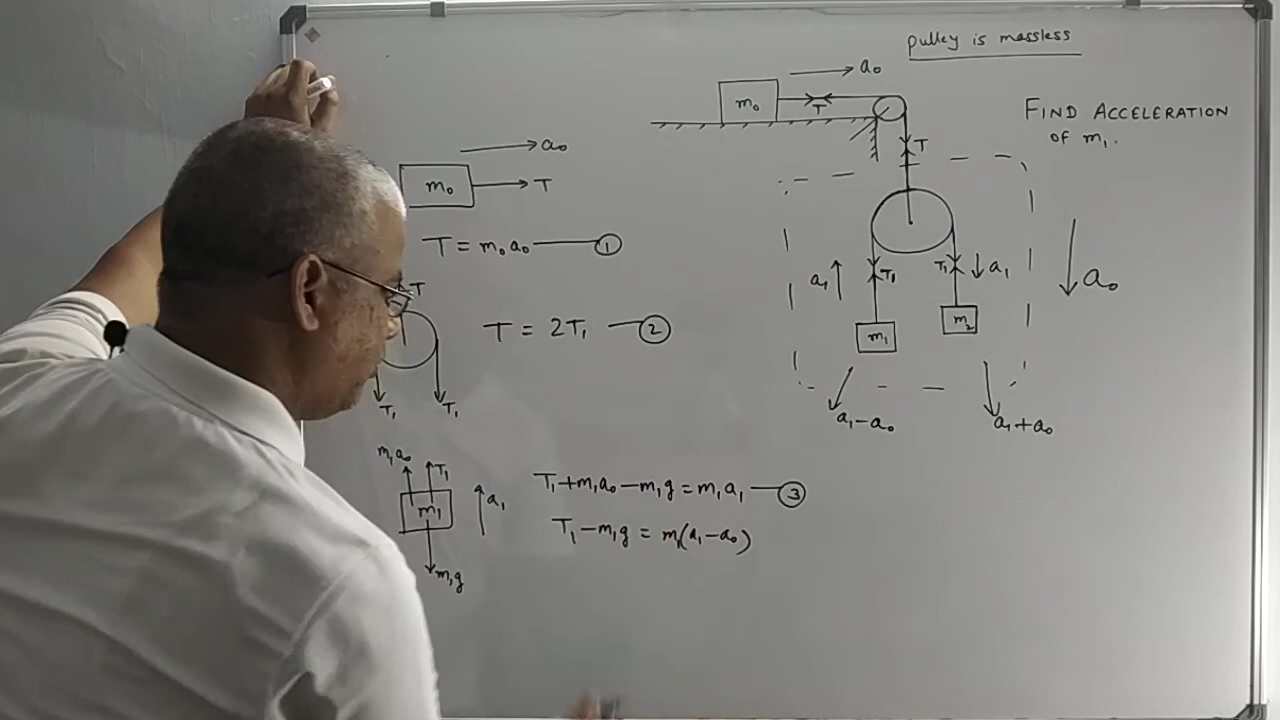 pulley is massless
FIND ACCELERATION
of m₁.
m₀
a₀
T
T
a₁
T₁
T₁
a₁
m₁
m₂
a₀
a₁-a₀
a₁+a₀
a₀
m₀
T
T = m₀a₀ ①
T
T₁
T₁
T = 2T₁ ②
m₁a₀
T₁
m₁
a₁
m₁g
T₁+m₁a₀-m₁g=m₁a₁ ③
T₁-m₁g = m₁(a₁-a₀)